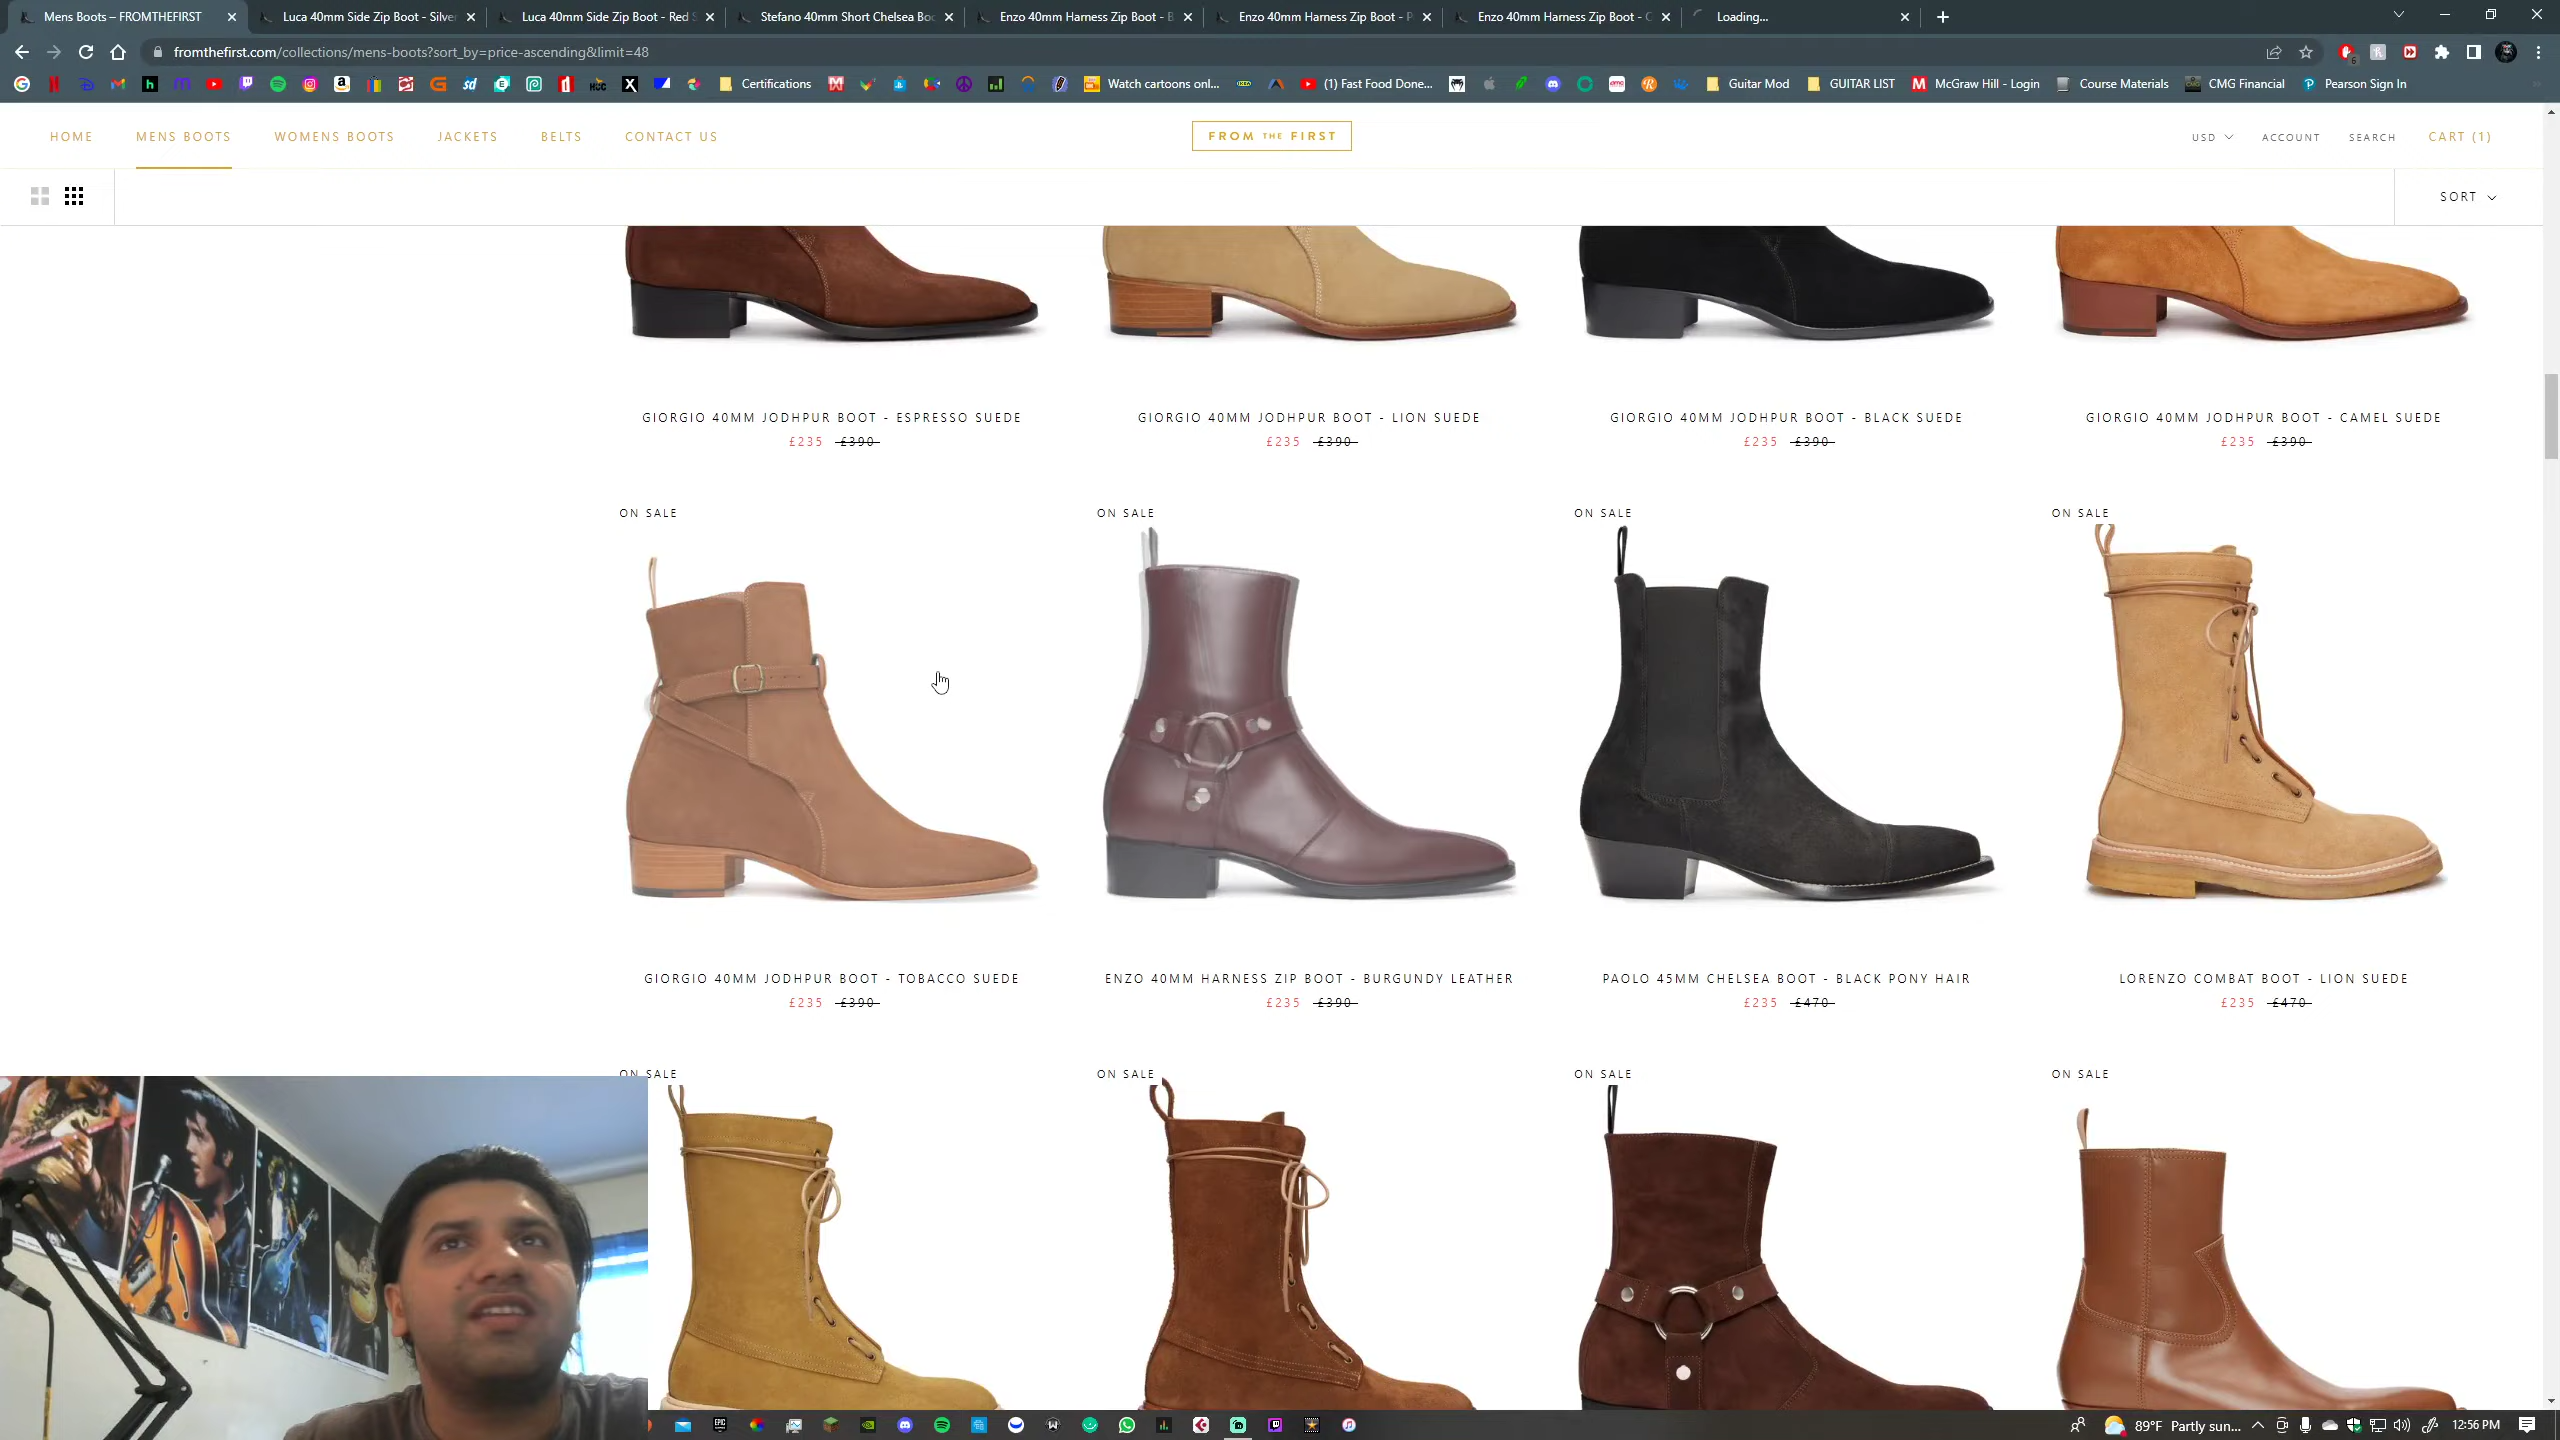 Mens Boots – FROMTHEFIRST
Luca 40mm Side Zip Boot - Silver
Luca 40mm Side Zip Boot - Red S
Stefano 40mm Short Chelsea Boo
Enzo 40mm Harness Zip Boot - B
Enzo 40mm Harness Zip Boot - P
Enzo 40mm Harness Zip Boot - C
Loading...
fromthefirst.com/collections/mens-boots?sort_by=price-ascending&limit=48
Certifications
Watch cartoons onl...
(1) Fast Food Done...
Guitar Mod
GUITAR LIST
McGraw Hill - Login
Course Materials
CMG Financial
Pearson Sign In
HOME
MENS BOOTS
WOMENS BOOTS
JACKETS
BELTS
CONTACT US
FROM THE FIRST
USD
ACCOUNT
SEARCH
CART (1)
SORT
GIORGIO 40MM JODHPUR BOOT - ESPRESSO SUEDE
£235 £390
GIORGIO 40MM JODHPUR BOOT - LION SUEDE
£235 £390
GIORGIO 40MM JODHPUR BOOT - BLACK SUEDE
£235 £390
GIORGIO 40MM JODHPUR BOOT - CAMEL SUEDE
£235 £390
ON SALE
ON SALE
ON SALE
ON SALE
GIORGIO 40MM JODHPUR BOOT - TOBACCO SUEDE
£235 £390
ENZO 40MM HARNESS ZIP BOOT - BURGUNDY LEATHER
£235 £390
PAOLO 45MM CHELSEA BOOT - BLACK PONY HAIR
£235 £470
LORENZO COMBAT BOOT - LION SUEDE
£235 £470
ON SALE
ON SALE
ON SALE
ON SALE
89°F Partly sun...
12:56 PM